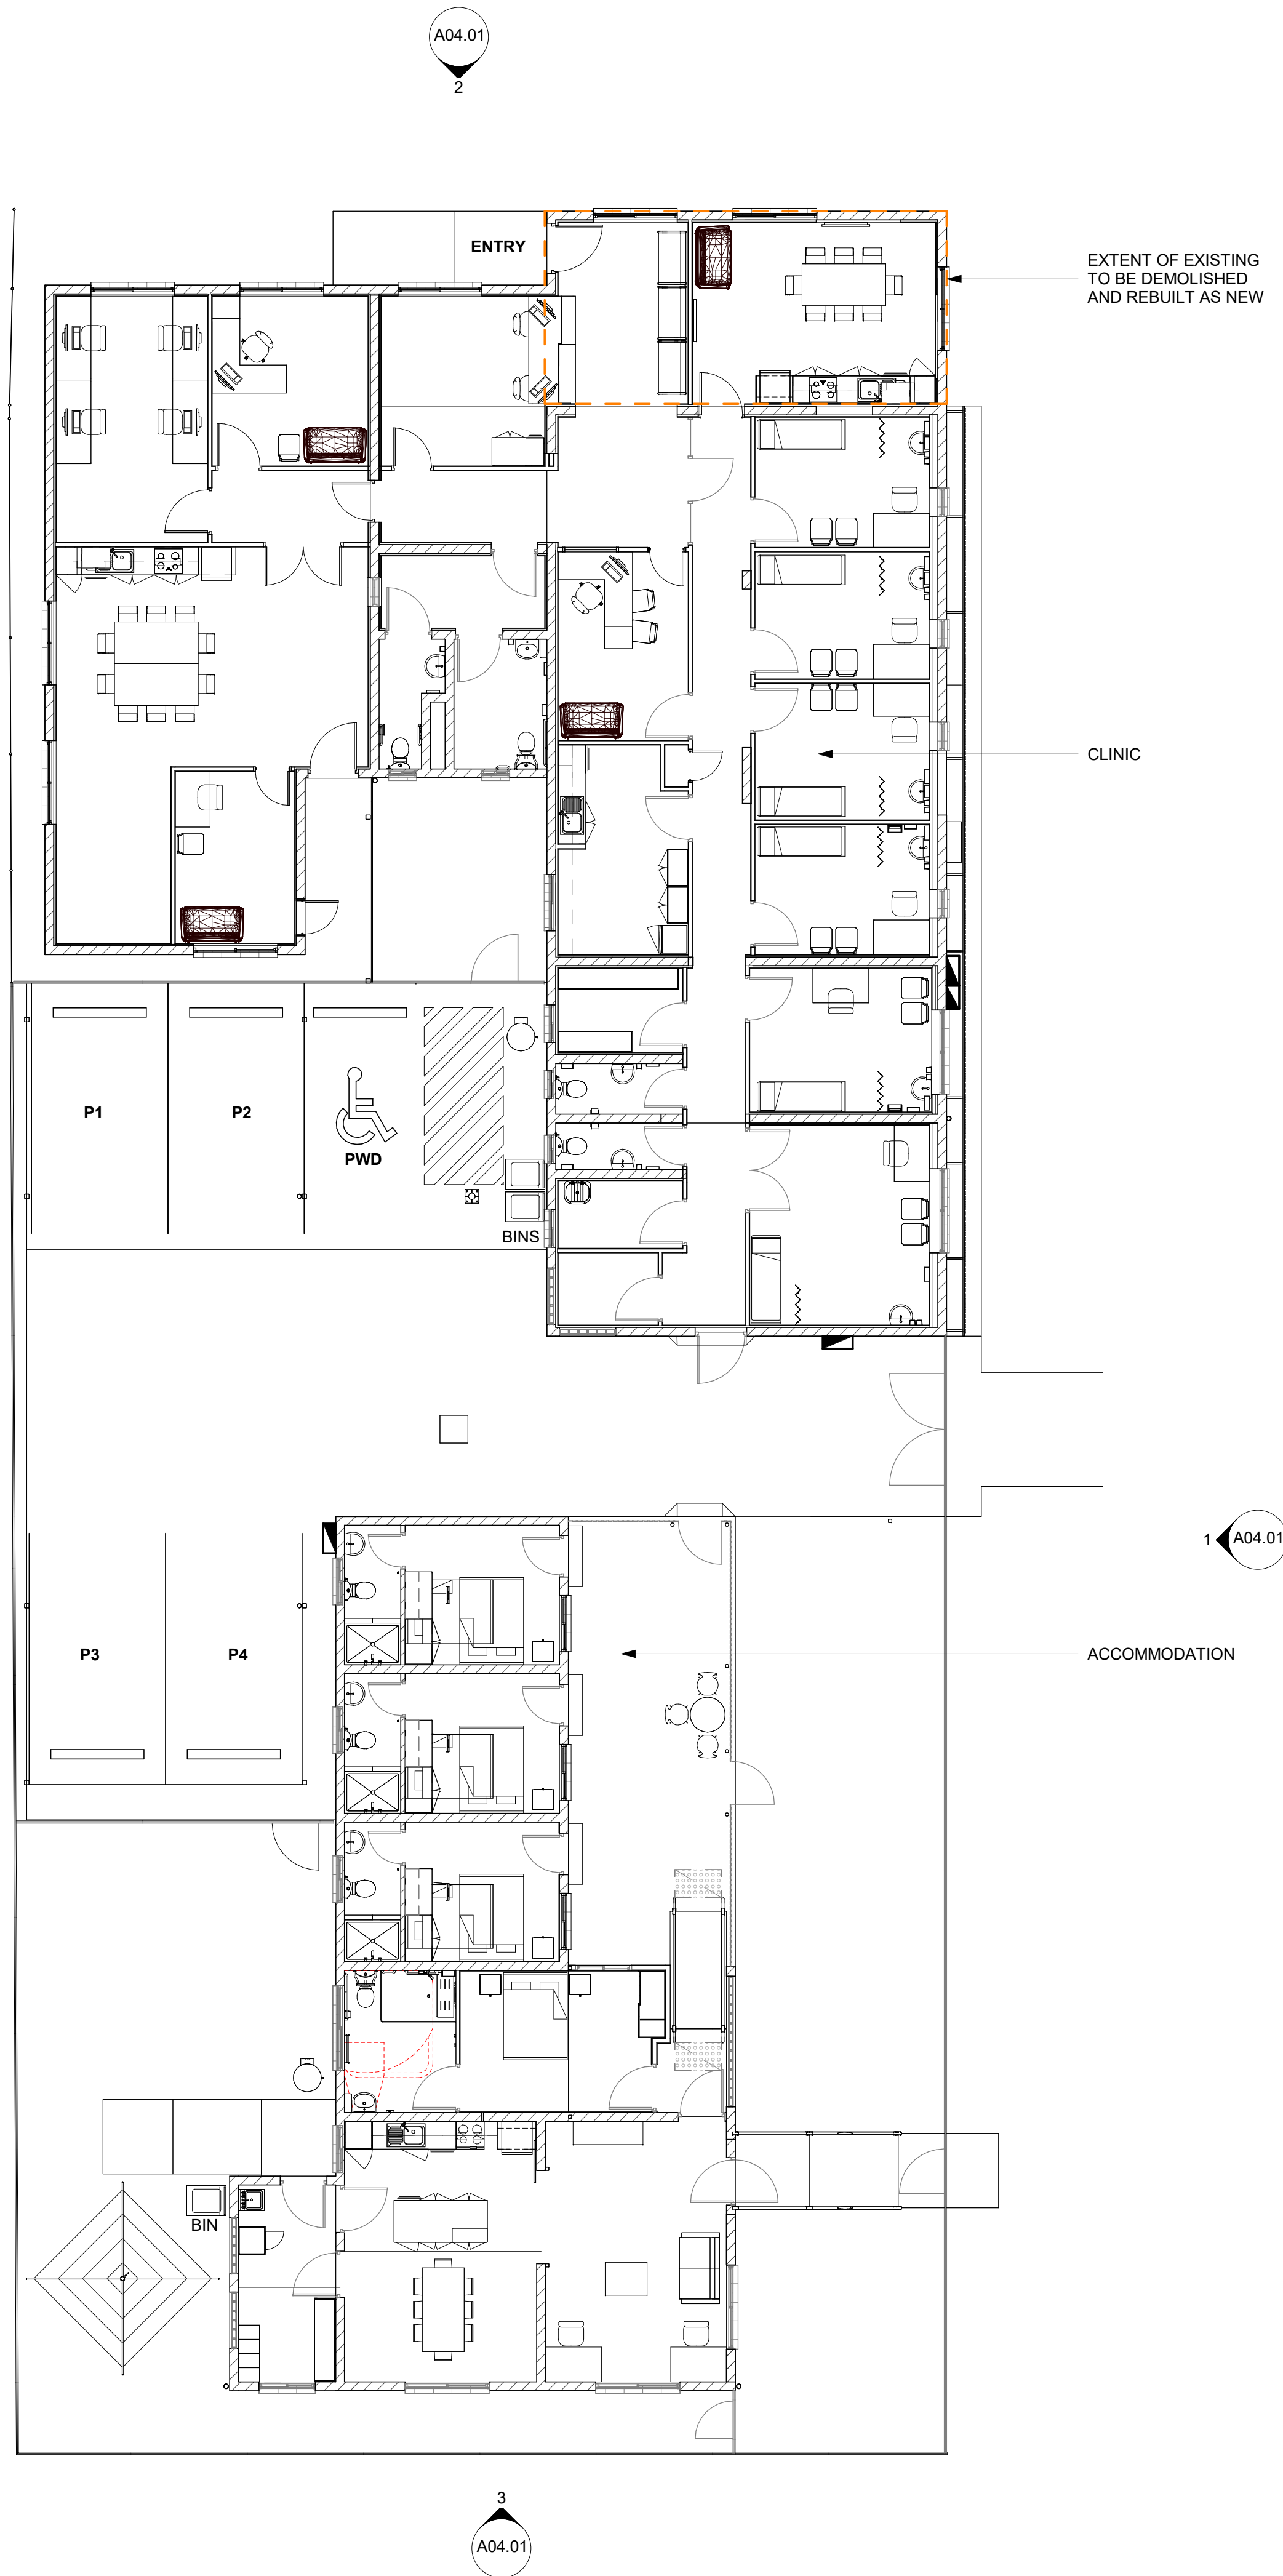 A04.01
2
ENTRY
EXTENT OF EXISTING
TO BE DEMOLISHED
AND REBUILT AS NEW
CLINIC
P1
P2
PWD
BINS
1
A04.01
P3
P4
ACCOMMODATION
BIN
3
A04.01